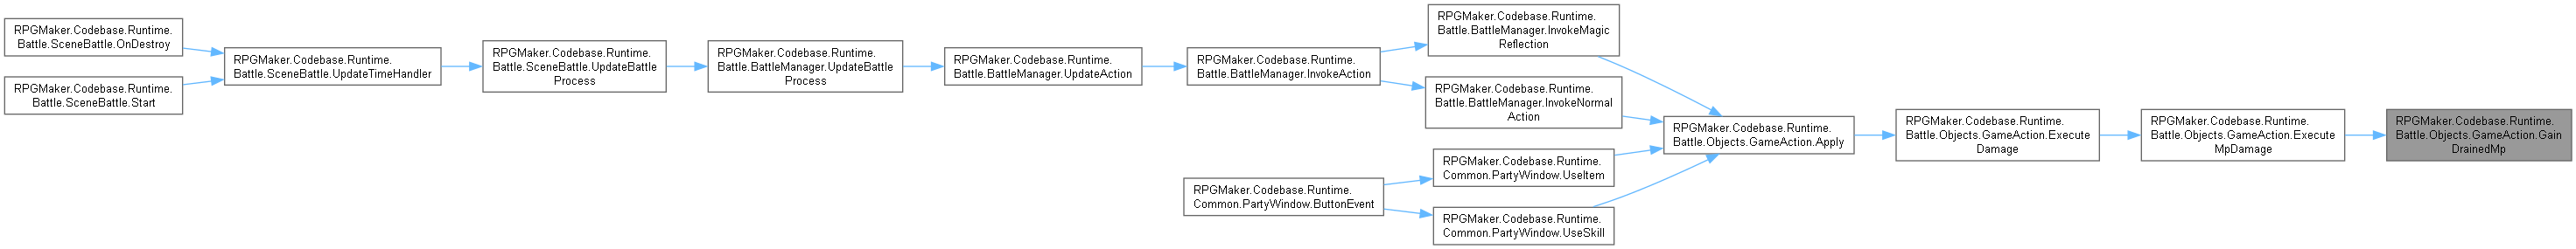 RPGMaker.Codebase.Runtime.
Battle.SceneBattle.OnDestroy
RPGMaker.Codebase.Runtime.
Battle.SceneBattle.Start
RPGMaker.Codebase.Runtime.
Battle.SceneBattle.UpdateTimeHandler
RPGMaker.Codebase.Runtime.
Battle.SceneBattle.UpdateBattle
Process
RPGMaker.Codebase.Runtime.
Battle.BattleManager.UpdateBattle
Process
RPGMaker.Codebase.Runtime.
Battle.BattleManager.UpdateAction
RPGMaker.Codebase.Runtime.
Battle.BattleManager.InvokeAction
RPGMaker.Codebase.Runtime.
Common.PartyWindow.ButtonEvent
RPGMaker.Codebase.Runtime.
Battle.BattleManager.InvokeMagic
Reflection
RPGMaker.Codebase.Runtime.
Battle.BattleManager.InvokeNormal
Action
RPGMaker.Codebase.Runtime.
Common.PartyWindow.UseItem
RPGMaker.Codebase.Runtime.
Common.PartyWindow.UseSkill
RPGMaker.Codebase.Runtime.
Battle.Objects.GameAction.Apply
RPGMaker.Codebase.Runtime.
Battle.Objects.GameAction.Execute
Damage
RPGMaker.Codebase.Runtime.
Battle.Objects.GameAction.Execute
MpDamage
RPGMaker.Codebase.Runtime.
Battle.Objects.GameAction.Gain
DrainedMp